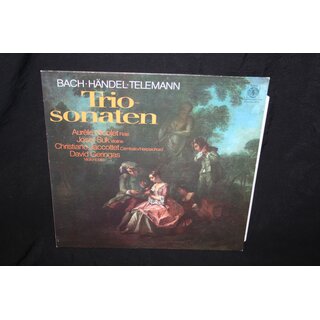 BACH·HÄNDEL·TELEMANN
Trio-
sonaten
Aurèle Nicolet Flöte
Josef Suk Violine
Christiane Jaccottet Cembalo/Harpsichord
David Geringas